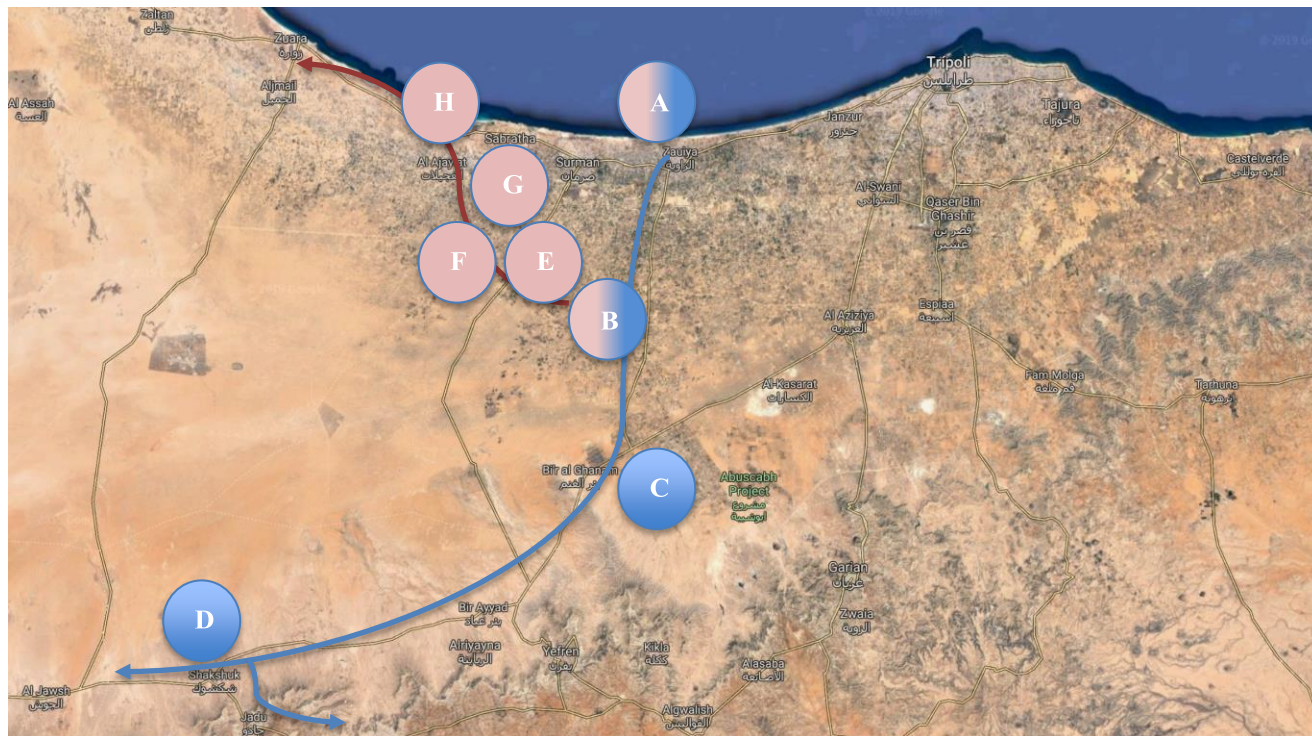 Zaltan
زلطن
Zuara
زوارة
Aljmail
الجميل
Al Assah
العسة
Tripoli
طرابلس
Tajura
تاجوراء
Janzur
جنزور
Castelverde
القره بوللي
H
A
Sabratha
Al Ajaylat
العجيلات
Surman
صرمان
Zauiya
الزاوية
G
Al-Swani
السواني
Qaser Bin
Ghashir
قصر بن
غشير
F
E
B
Al Aziziya
العزيزية
Espiaa
اسبيعة
Al-Kasarat
الكسارات
Fam Molga
فم ملغة
Tarhuna
ترهونة
Bi'r al Ghanam
بئر الغنم
C
Abuscabh
Project
مشروع
ابوشيبة
Garian
غريان
D
Bir Ayyad
بئر عياد
Zwaia
الزوية
Alriyayna
الرياينة
Yefren
يفرن
Kikla
ككلة
Alasaba
الأصابعة
Shakshuk
شكشوك
Al Jawsh
الجوش
Jadu
جادو
Algwalish
القواليش